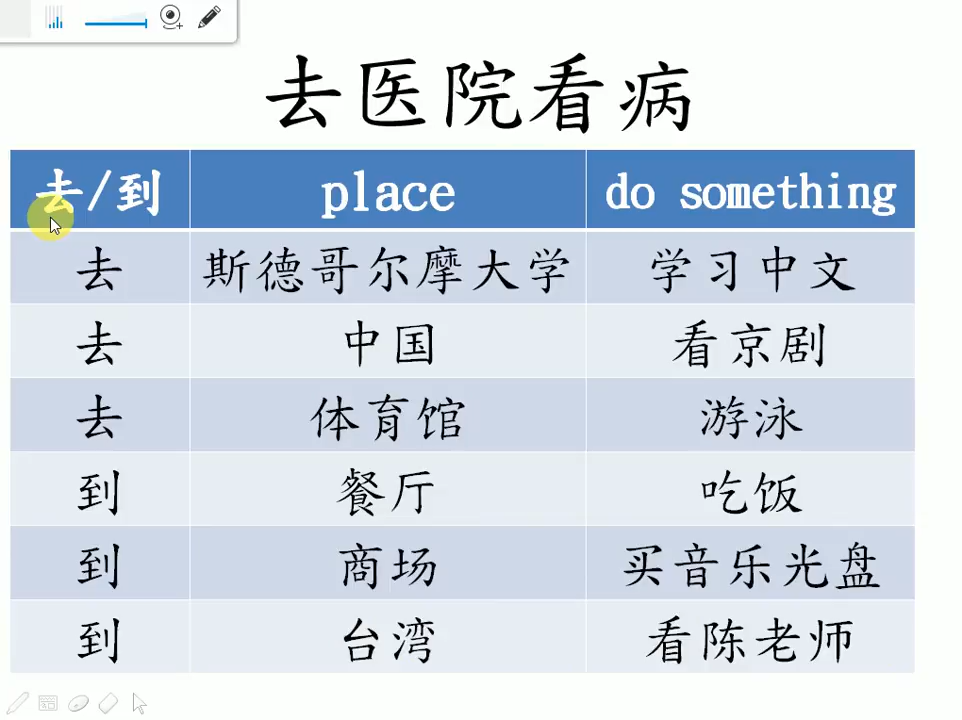 去医院看病
去/到 place do something
去 斯德哥尔摩大学 学习中文
去 中国 看京剧
去 体育馆 游泳
到 餐厅 吃饭
到 商场 买音乐光盘
到 台湾 看陈老师